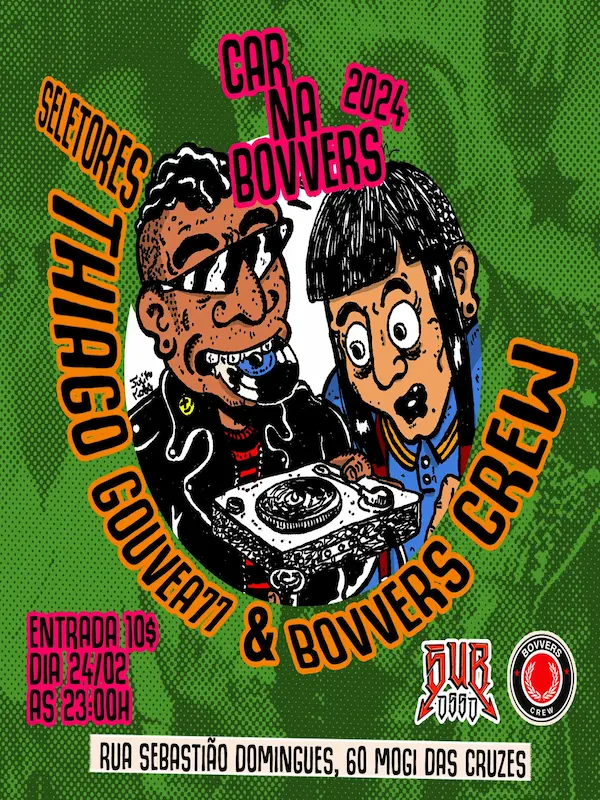 CAR
NA
BOVVERS
2024
SELETORES
THIAGO GOUVEA77 & BOVVERS CREW
ENTRADA 10$
DIA 24/02
AS 23:00H
SUB
BOVVERS
CREW
RUA SEBASTIÃO DOMINGUES, 60 MOGI DAS CRUZES